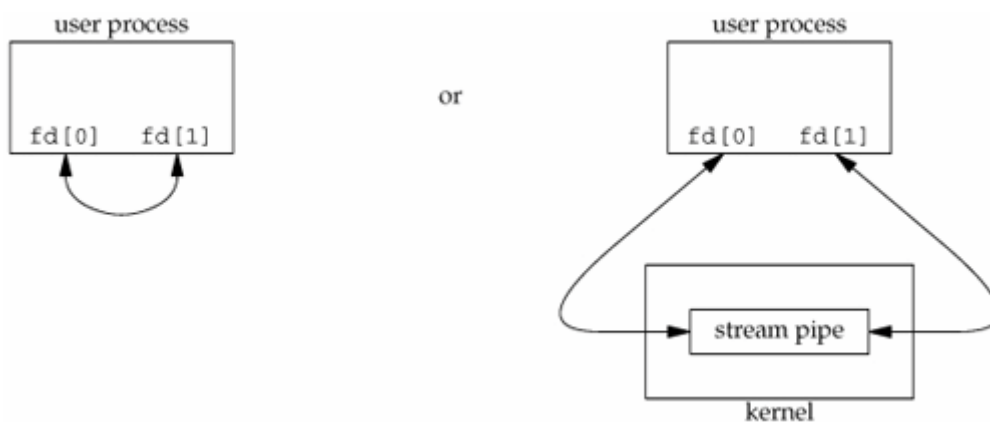 user process
fd[0] fd[1]
or
user process
fd[0] fd[1]
stream pipe
kernel